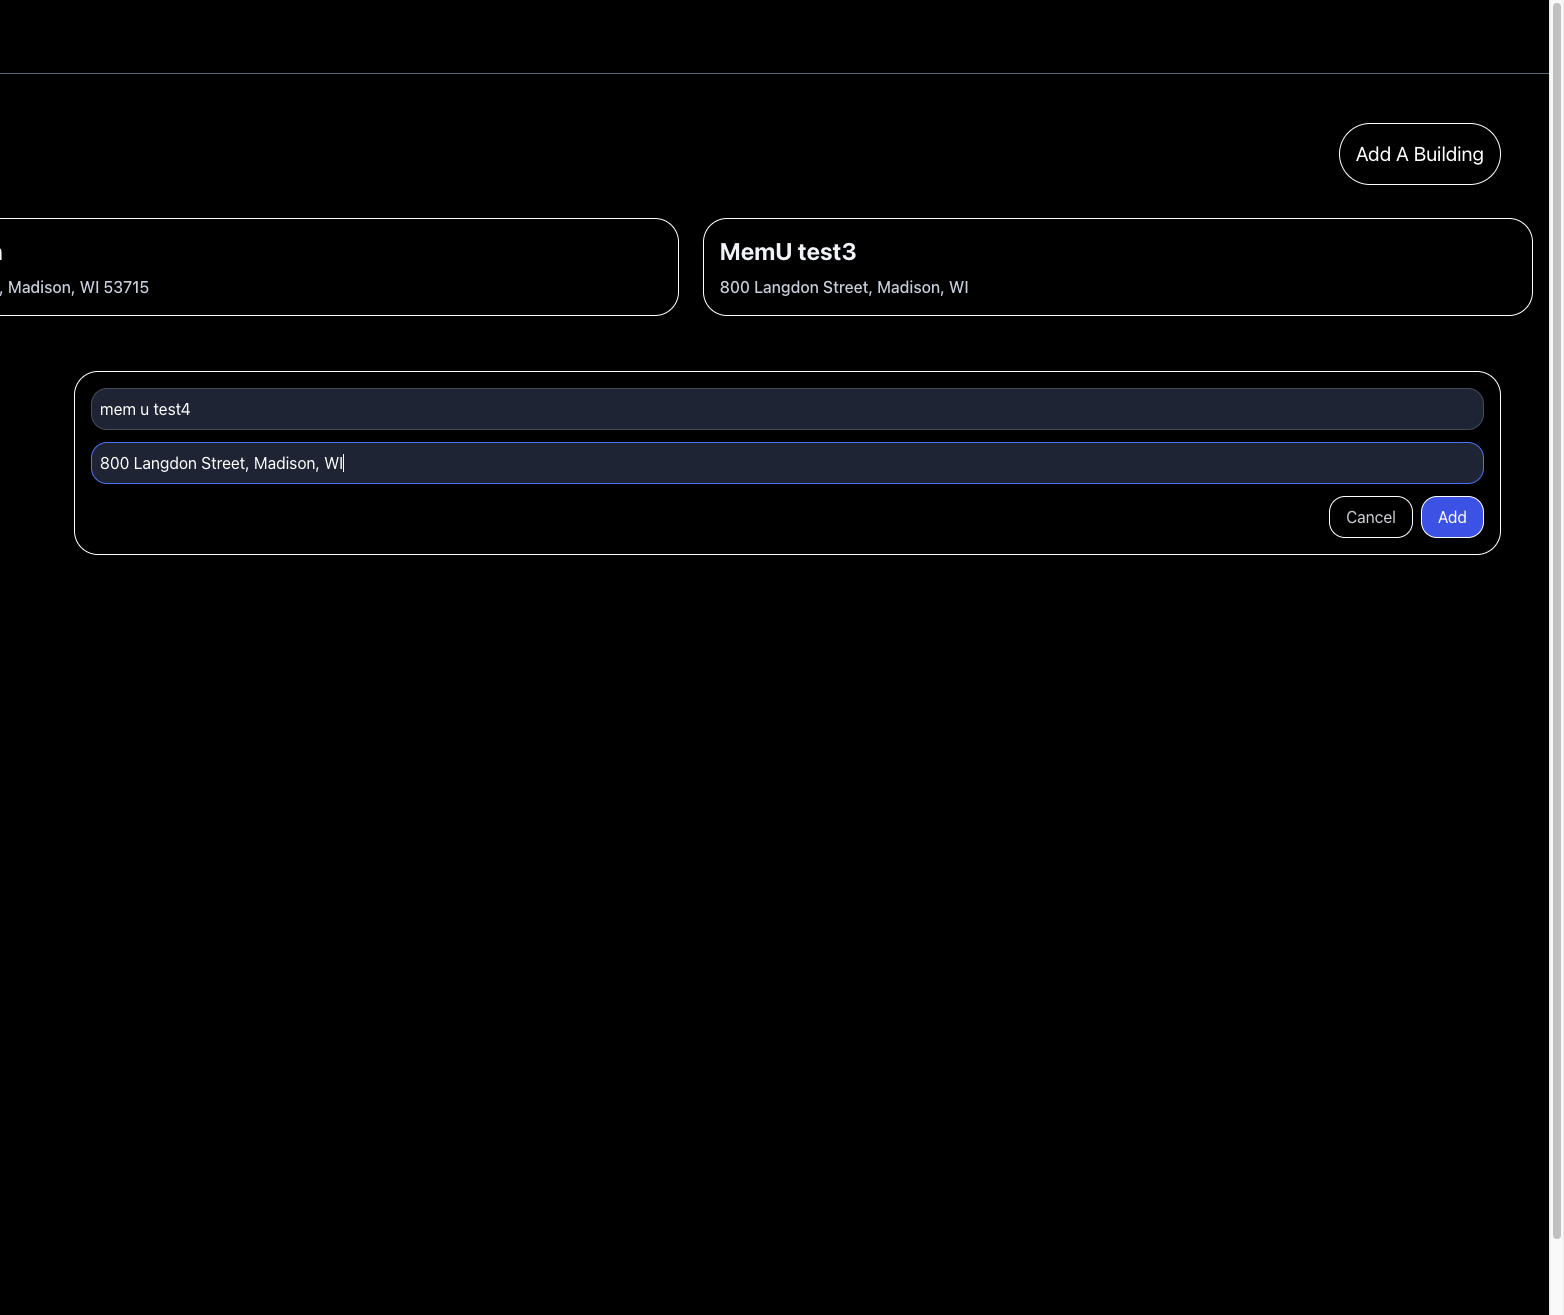 Add A Building
MemU test3
, Madison, WI 53715
800 Langdon Street, Madison, WI
mem u test4
800 Langdon Street, Madison, WI
Cancel
Add